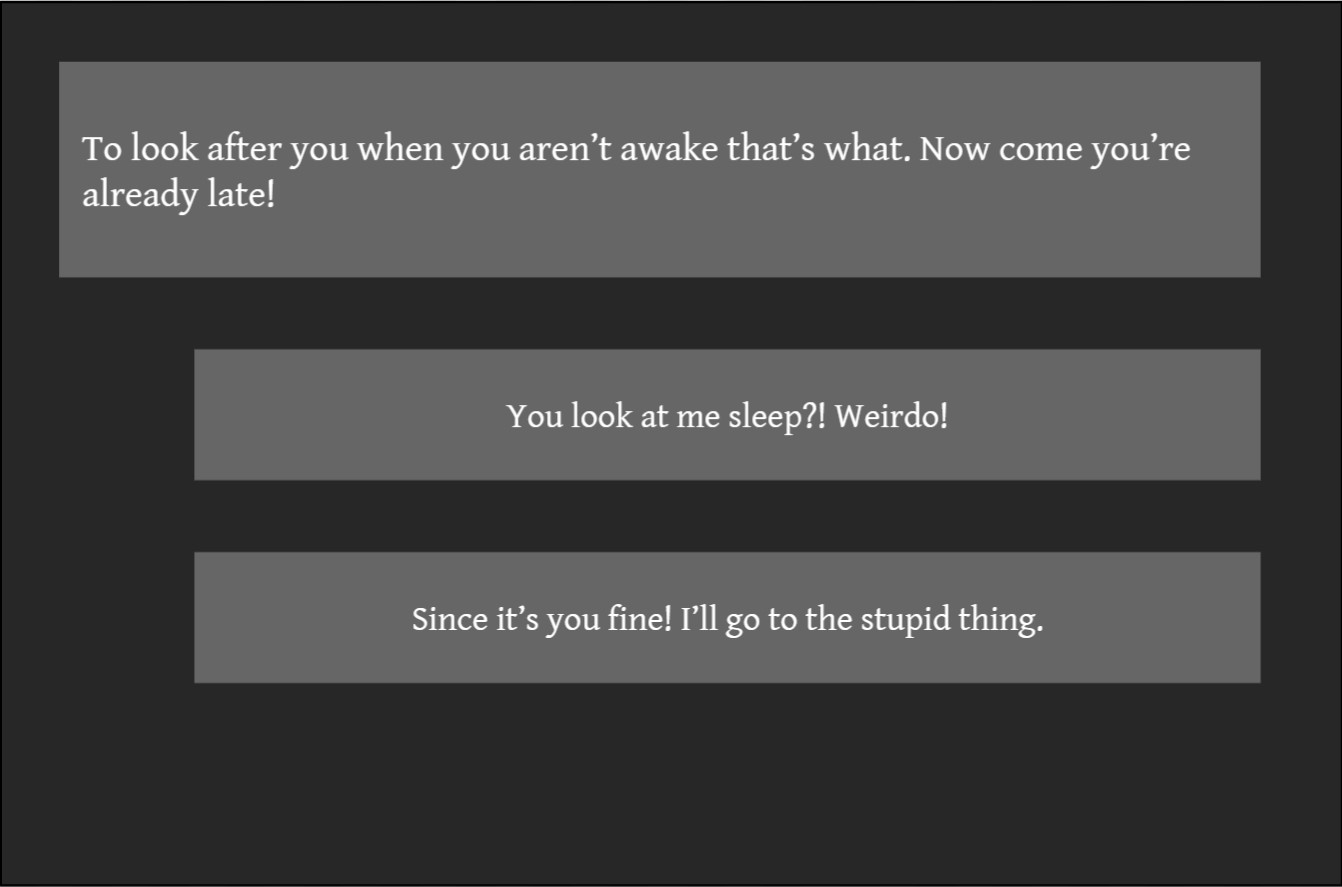 To look after you when you aren’t awake that’s what. Now come you’re
already late!
You look at me sleep?! Weirdo!
Since it’s you fine! I’ll go to the stupid thing.